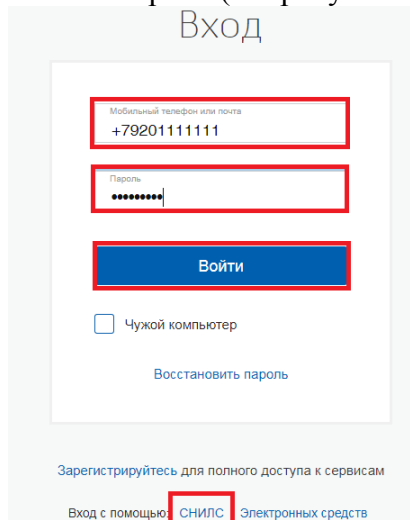 Вход
Мобильный телефон или почта
+79201111111
Пароль
•••••••••
Войти
Чужой компьютер
Восстановить пароль
Зарегистрируйтесь для полного доступа к сервисам
Вход с помощью: СНИЛС Электронных средств